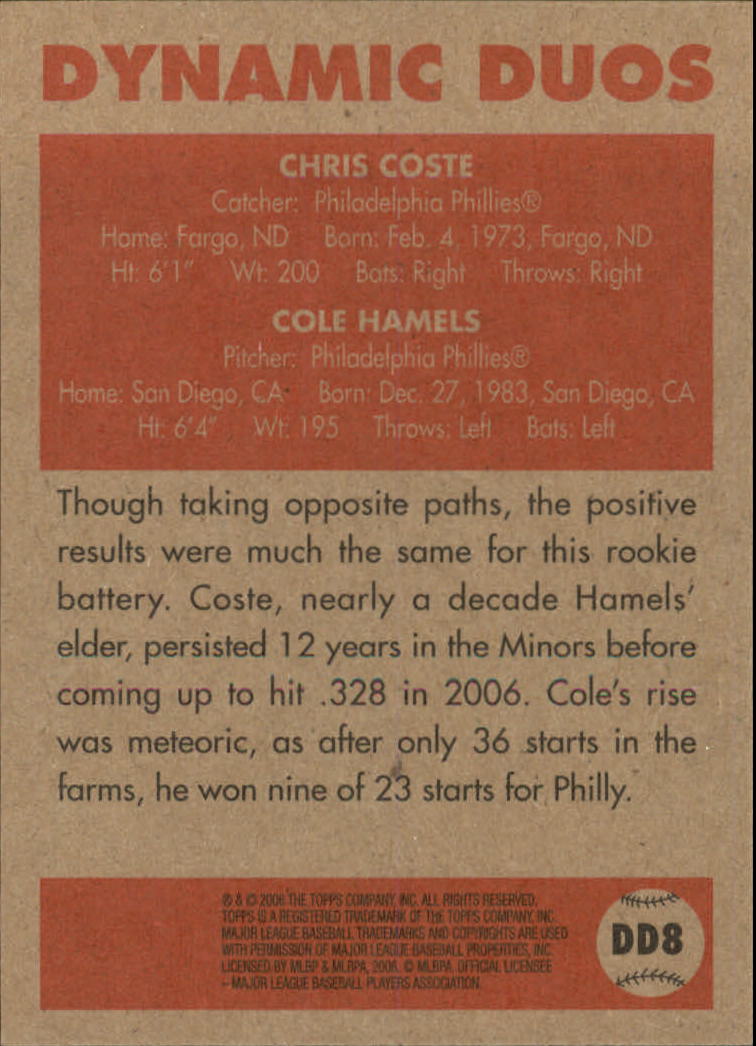 DYNAMIC DUOS
CHRIS COSTE
Catcher: Philadelphia Phillies®
Home: Fargo, ND Born: Feb. 4, 1973, Fargo, ND
Ht: 6'1" Wt: 200 Bats: Right Throws: Right
COLE HAMELS
Pitcher: Philadelphia Phillies®
Home: San Diego, CA Born: Dec. 27, 1983, San Diego, CA
Ht: 6'4" Wt: 195 Throws: Left Bats: Left
Though taking opposite paths, the positive
results were much the same for this rookie
battery. Coste, nearly a decade Hamels'
elder, persisted 12 years in the Minors before
coming up to hit .328 in 2006. Cole's rise
was meteoric, as after only 36 starts in the
farms, he won nine of 23 starts for Philly.
® & © 2006 THE TOPPS COMPANY, INC. ALL RIGHTS RESERVED.
TOPPS IS A REGISTERED TRADEMARK OF THE TOPPS COMPANY, INC.
MAJOR LEAGUE BASEBALL TRADEMARKS AND COPYRIGHTS ARE USED
WITH PERMISSION OF MAJOR LEAGUE BASEBALL PROPERTIES, INC.
LICENSED BY MLBP & MLBPA, 2006. © MLBPA. OFFICIAL LICENSEE
– MAJOR LEAGUE BASEBALL PLAYERS ASSOCIATION.
DD8